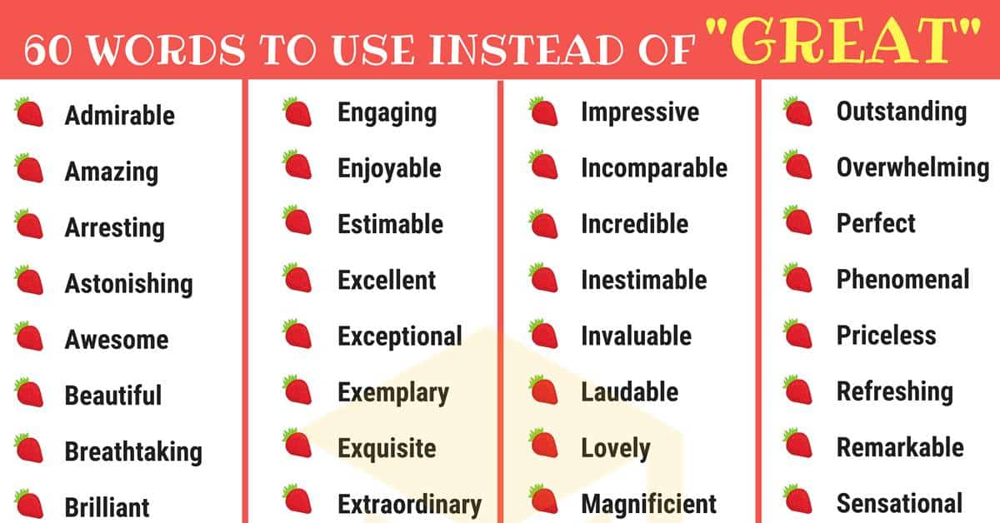 60 WORDS TO USE INSTEAD OF "GREAT"
Admirable
Amazing
Arresting
Astonishing
Awesome
Beautiful
Breathtaking
Brilliant
Engaging
Enjoyable
Estimable
Excellent
Exceptional
Exemplary
Exquisite
Extraordinary
Impressive
Incomparable
Incredible
Inestimable
Invaluable
Laudable
Lovely
Magnificient
Outstanding
Overwhelming
Perfect
Phenomenal
Priceless
Refreshing
Remarkable
Sensational